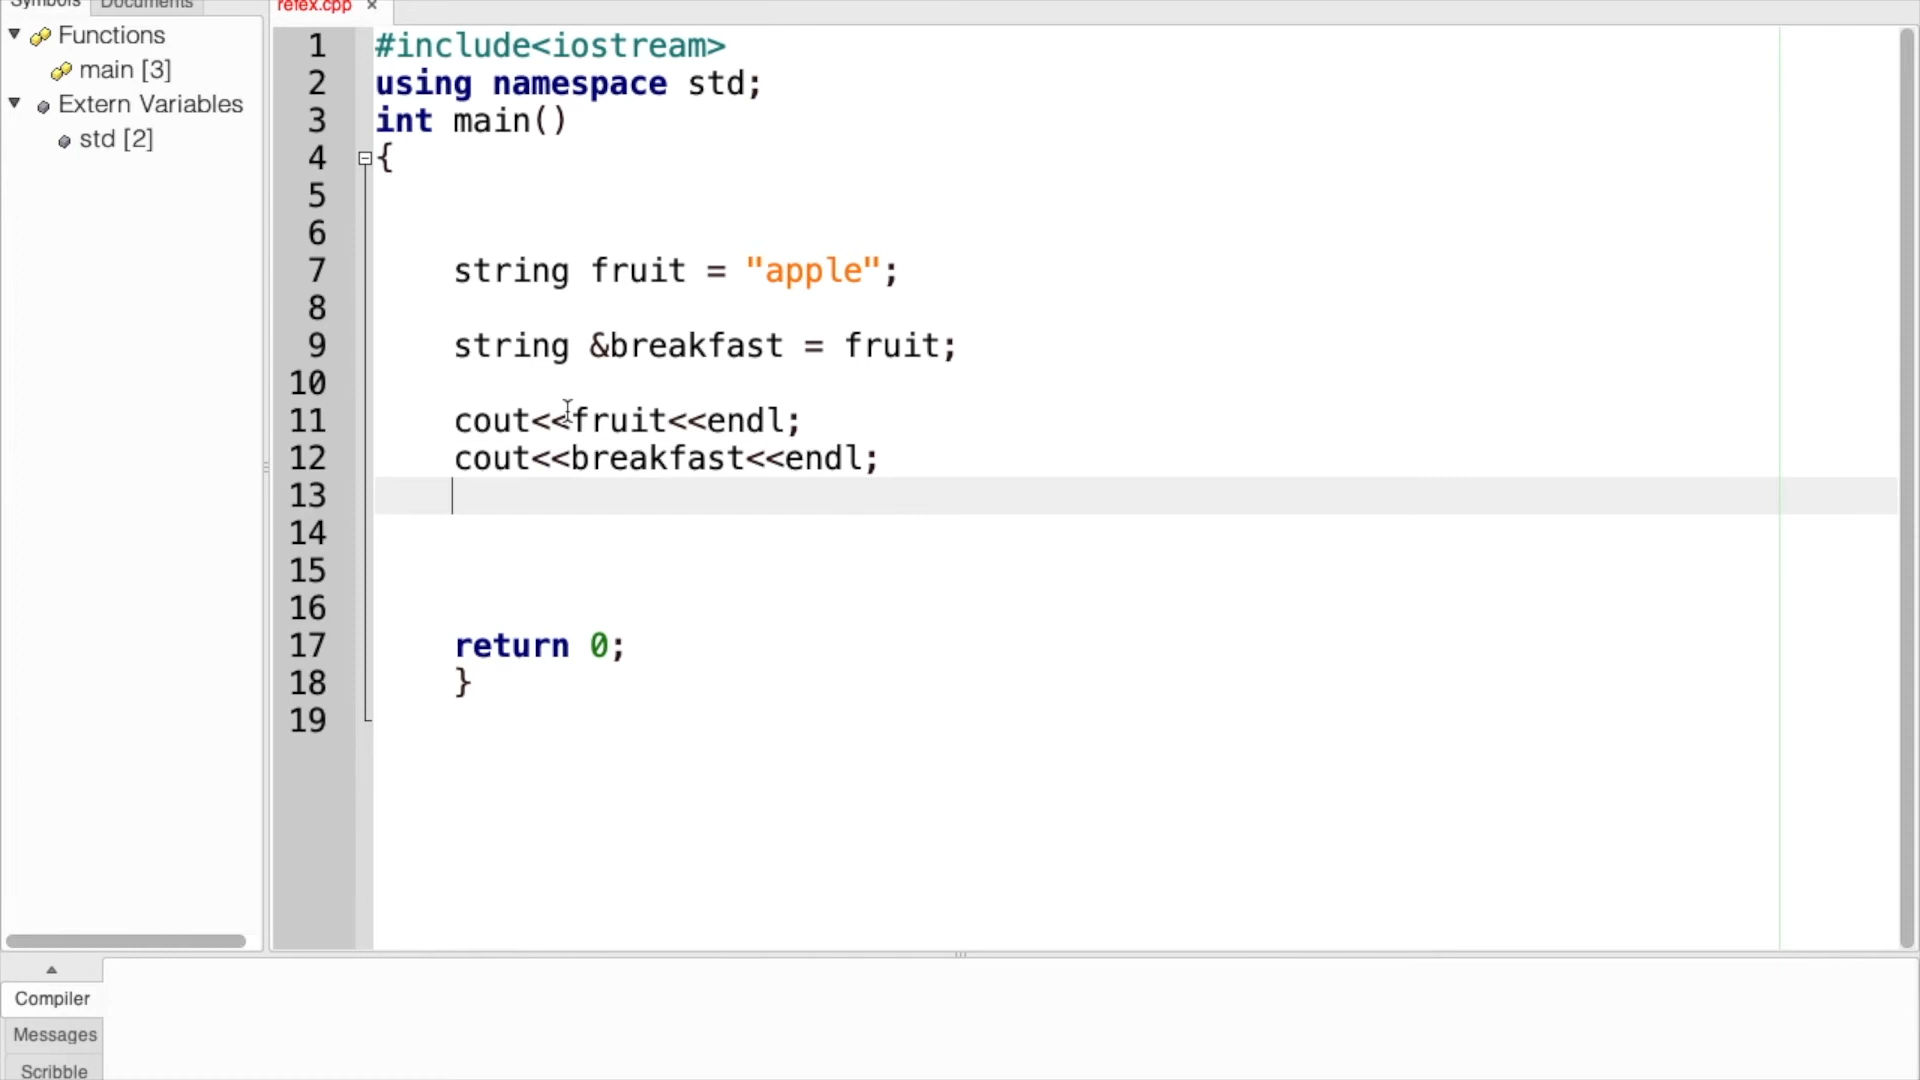 Symbols
Documents
refex.cpp ×
Functions
main [3]
Extern Variables
std [2]
1 #include<iostream>
2 using namespace std;
3 int main()
4 {
5
6
7 string fruit = "apple";
8
9 string &breakfast = fruit;
10
11 cout<<fruit<<endl;
12 cout<<breakfast<<endl;
13
14
15
16
17 return 0;
18 }
19
Compiler
Messages
Scribble